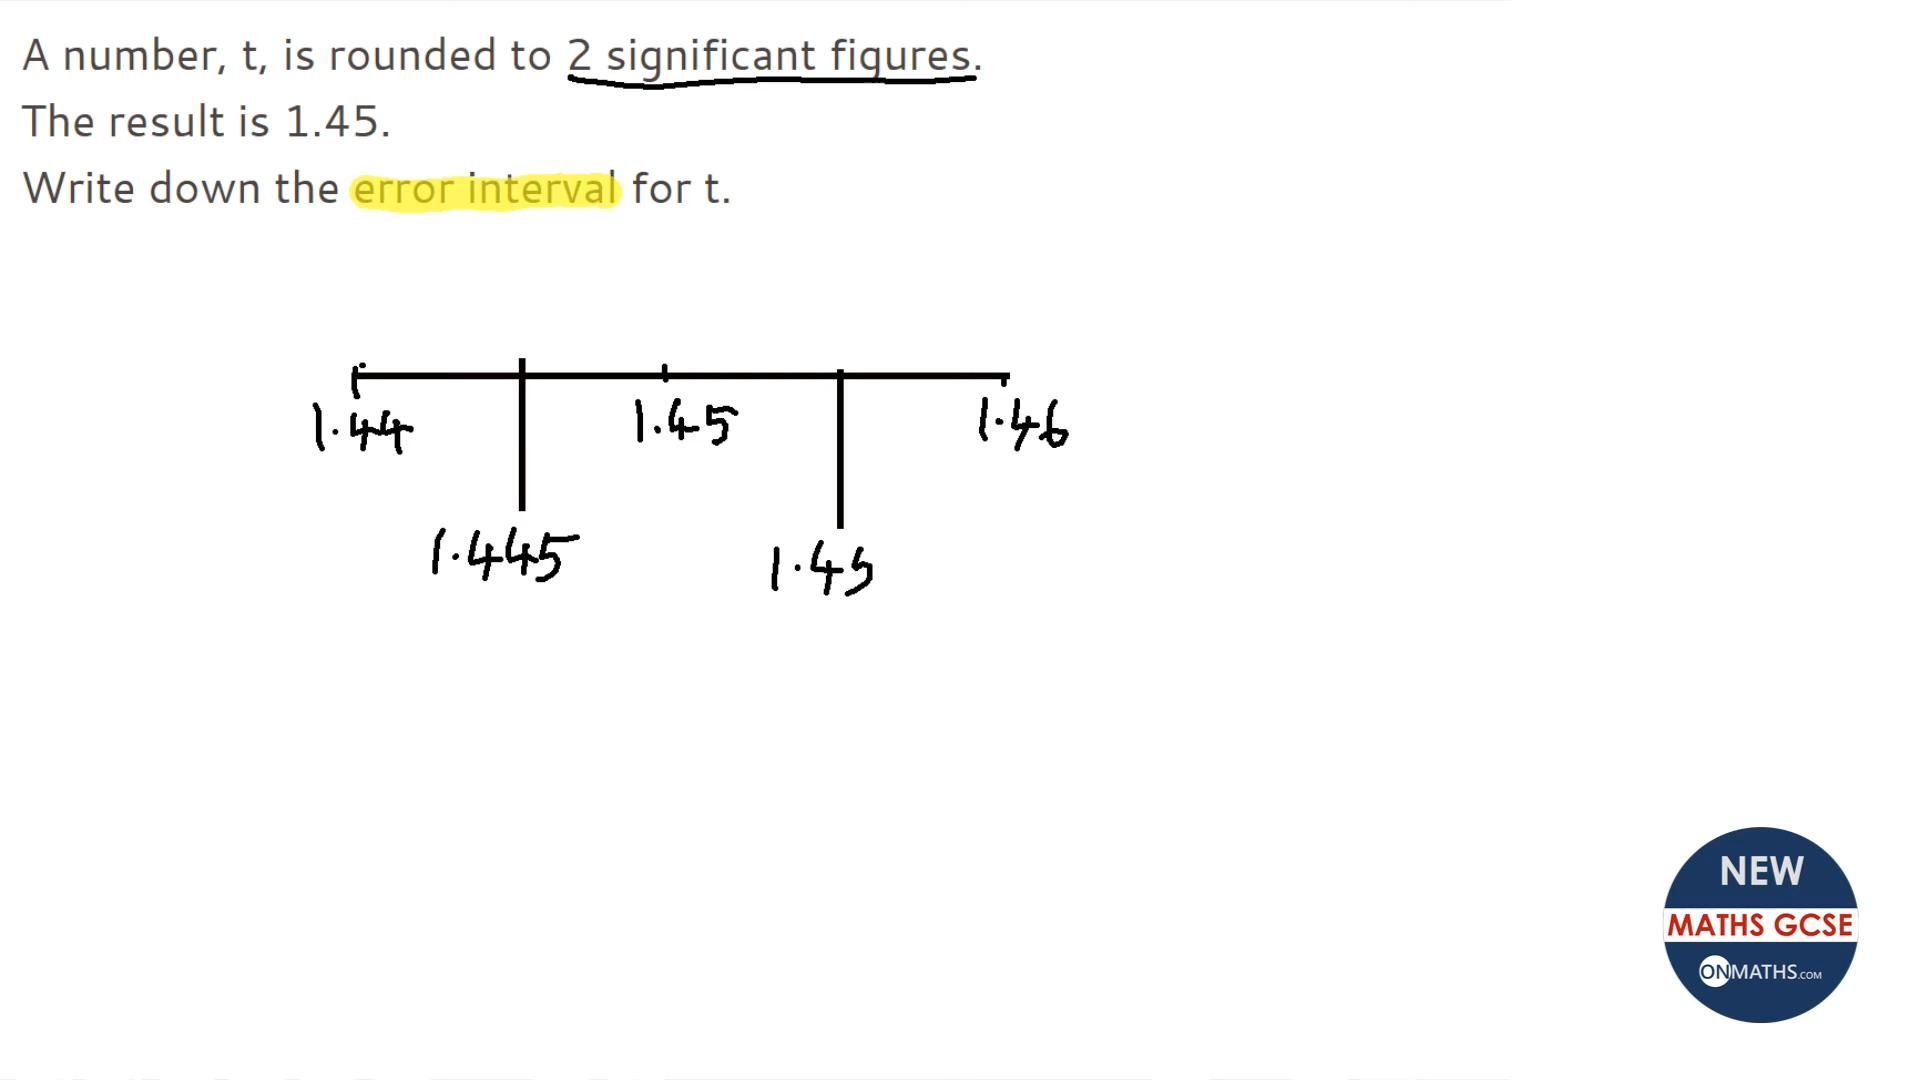 A number, t, is rounded to 2 significant figures.
The result is 1.45.
Write down the error interval for t.
1.44 1.45 1.46
1.445 1.45
NEW
MATHS GCSE
ONMATHS.COM